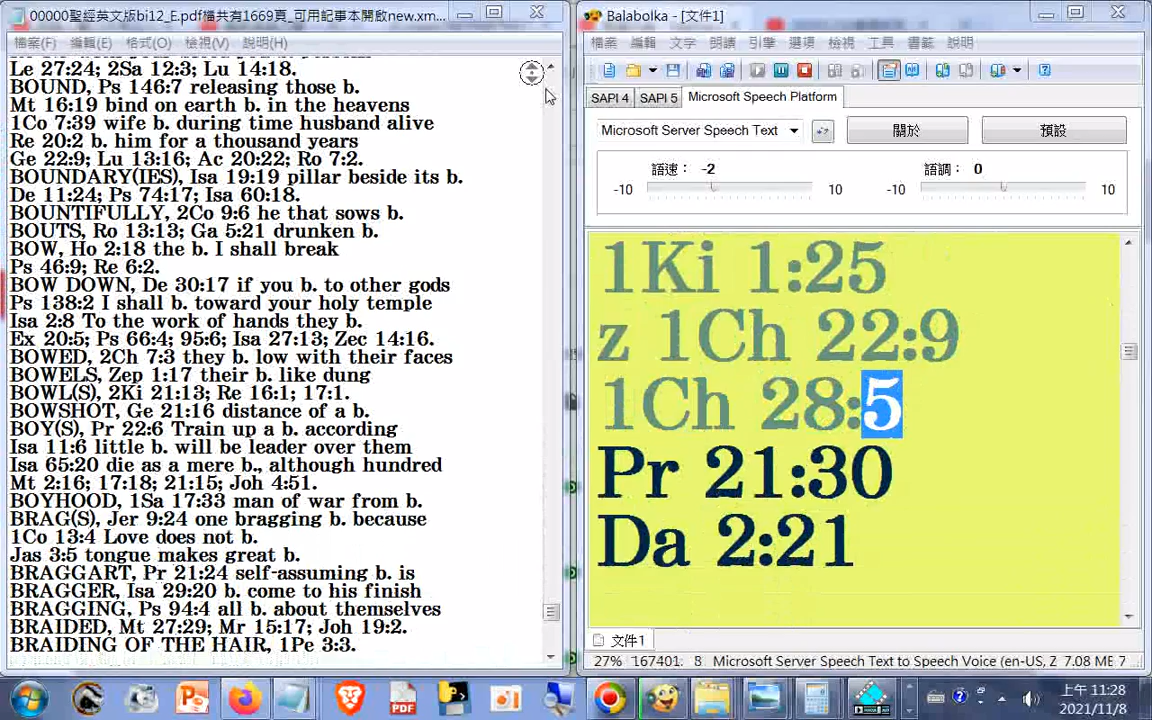 00000聖經英文版bi12_E.pdf檔共有1669頁_可用記事本開啟new.xm...
檔案(F) 編輯(E) 格式(O) 檢視(V) 說明(H)
Le 27:24; 2Sa 12:3; Lu 14:18.
BOUND, Ps 146:7 releasing those b.
Mt 16:19 bind on earth b. in the heavens
1Co 7:39 wife b. during time husband alive
Re 20:2 b. him for a thousand years
Ge 22:9; Lu 13:16; Ac 20:22; Ro 7:2.
BOUNDARY(IES), Isa 19:19 pillar beside its b.
De 11:24; Ps 74:17; Isa 60:18.
BOUNTIFULLY, 2Co 9:6 he that sows b.
BOUTS, Ro 13:13; Ga 5:21 drunken b.
BOW, Ho 2:18 the b. I shall break
Ps 46:9; Re 6:2.
BOW DOWN, De 30:17 if you b. to other gods
Ps 138:2 I shall b. toward your holy temple
Isa 2:8 To the work of hands they b.
Ex 20:5; Ps 66:4; 95:6; Isa 27:13; Zec 14:16.
BOWED, 2Ch 7:3 they b. low with their faces
BOWELS, Zep 1:17 their b. like dung
BOWL(S), 2Ki 21:13; Re 16:1; 17:1.
BOWSHOT, Ge 21:16 distance of a b.
BOY(S), Pr 22:6 Train up a b. according
Isa 11:6 little b. will be leader over them
Isa 65:20 die as a mere b., although hundred
Mt 2:16; 17:18; 21:15; Joh 4:51.
BOYHOOD, 1Sa 17:33 man of war from b.
BRAG(S), Jer 9:24 one bragging b. because
1Co 13:4 Love does not b.
Jas 3:5 tongue makes great b.
BRAGGART, Pr 21:24 self-assuming b. is
BRAGGER, Isa 29:20 b. come to his finish
BRAGGING, Ps 94:4 all b. about themselves
BRAIDED, Mt 27:29; Mr 15:17; Joh 19:2.
BRAIDING OF THE HAIR, 1Pe 3:3.
Balabolka - [文件1]
檔案 編輯 文字 朗讀 引擎 選項 檢視 工具 書籤 說明
SAPI 4 SAPI 5 Microsoft Speech Platform
Microsoft Server Speech Text 關於 預設
語速： -2 語調： 0
-10 10 -10 10
1Ki 1:25
z 1Ch 22:9
1Ch 28:5
Pr 21:30
Da 2:21
文件1
27% 167401. 8 Microsoft Server Speech Text to Speech Voice (en-US, Z 7.08 MB 7
PDF
上午 11:28
2021/11/8